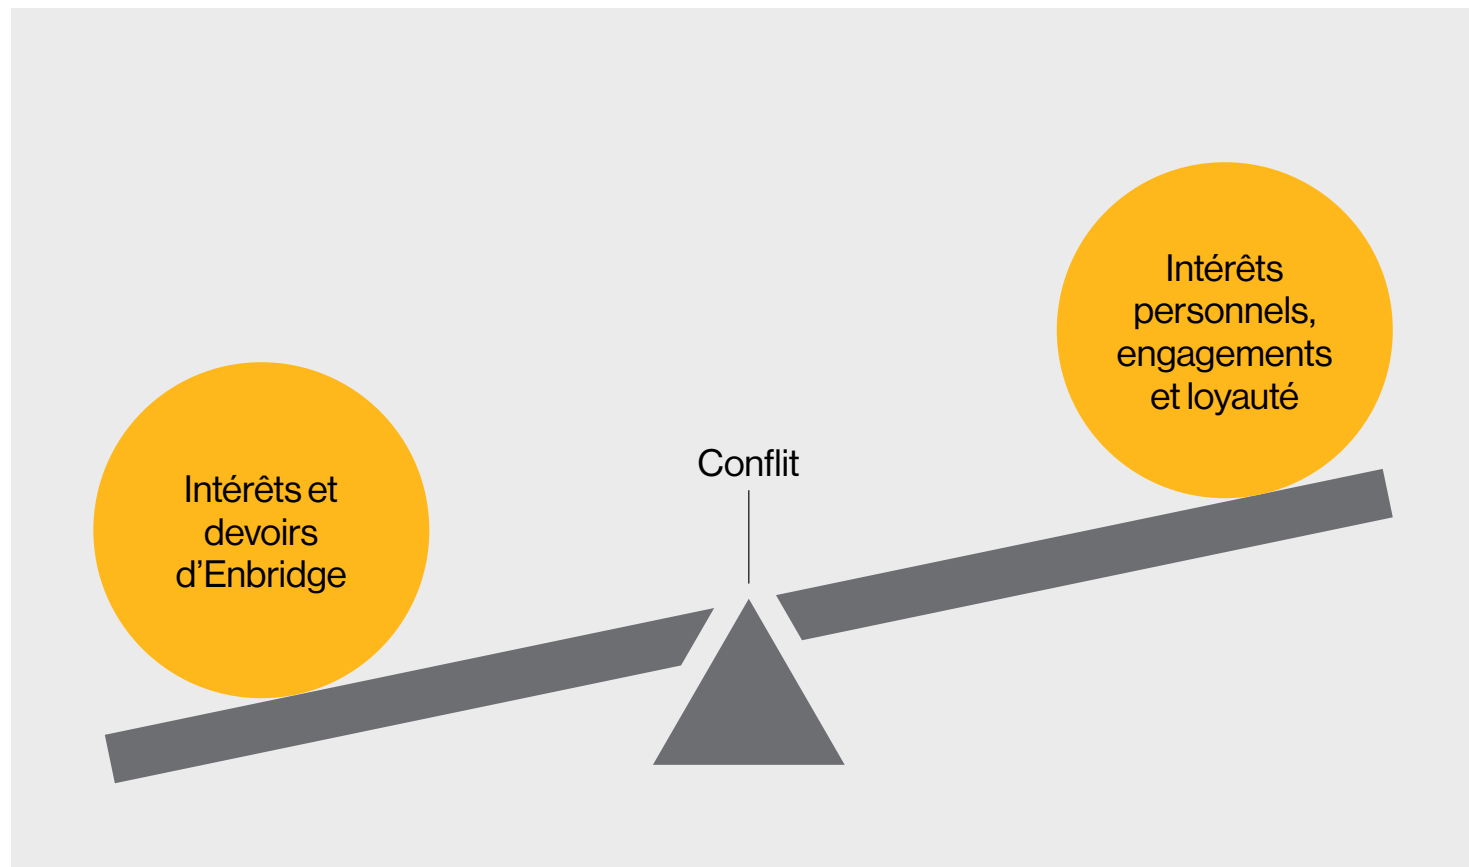 Intérêts
personnels,
engagements
et loyauté
Conflit
Intérêts et
devoirs
d’Enbridge